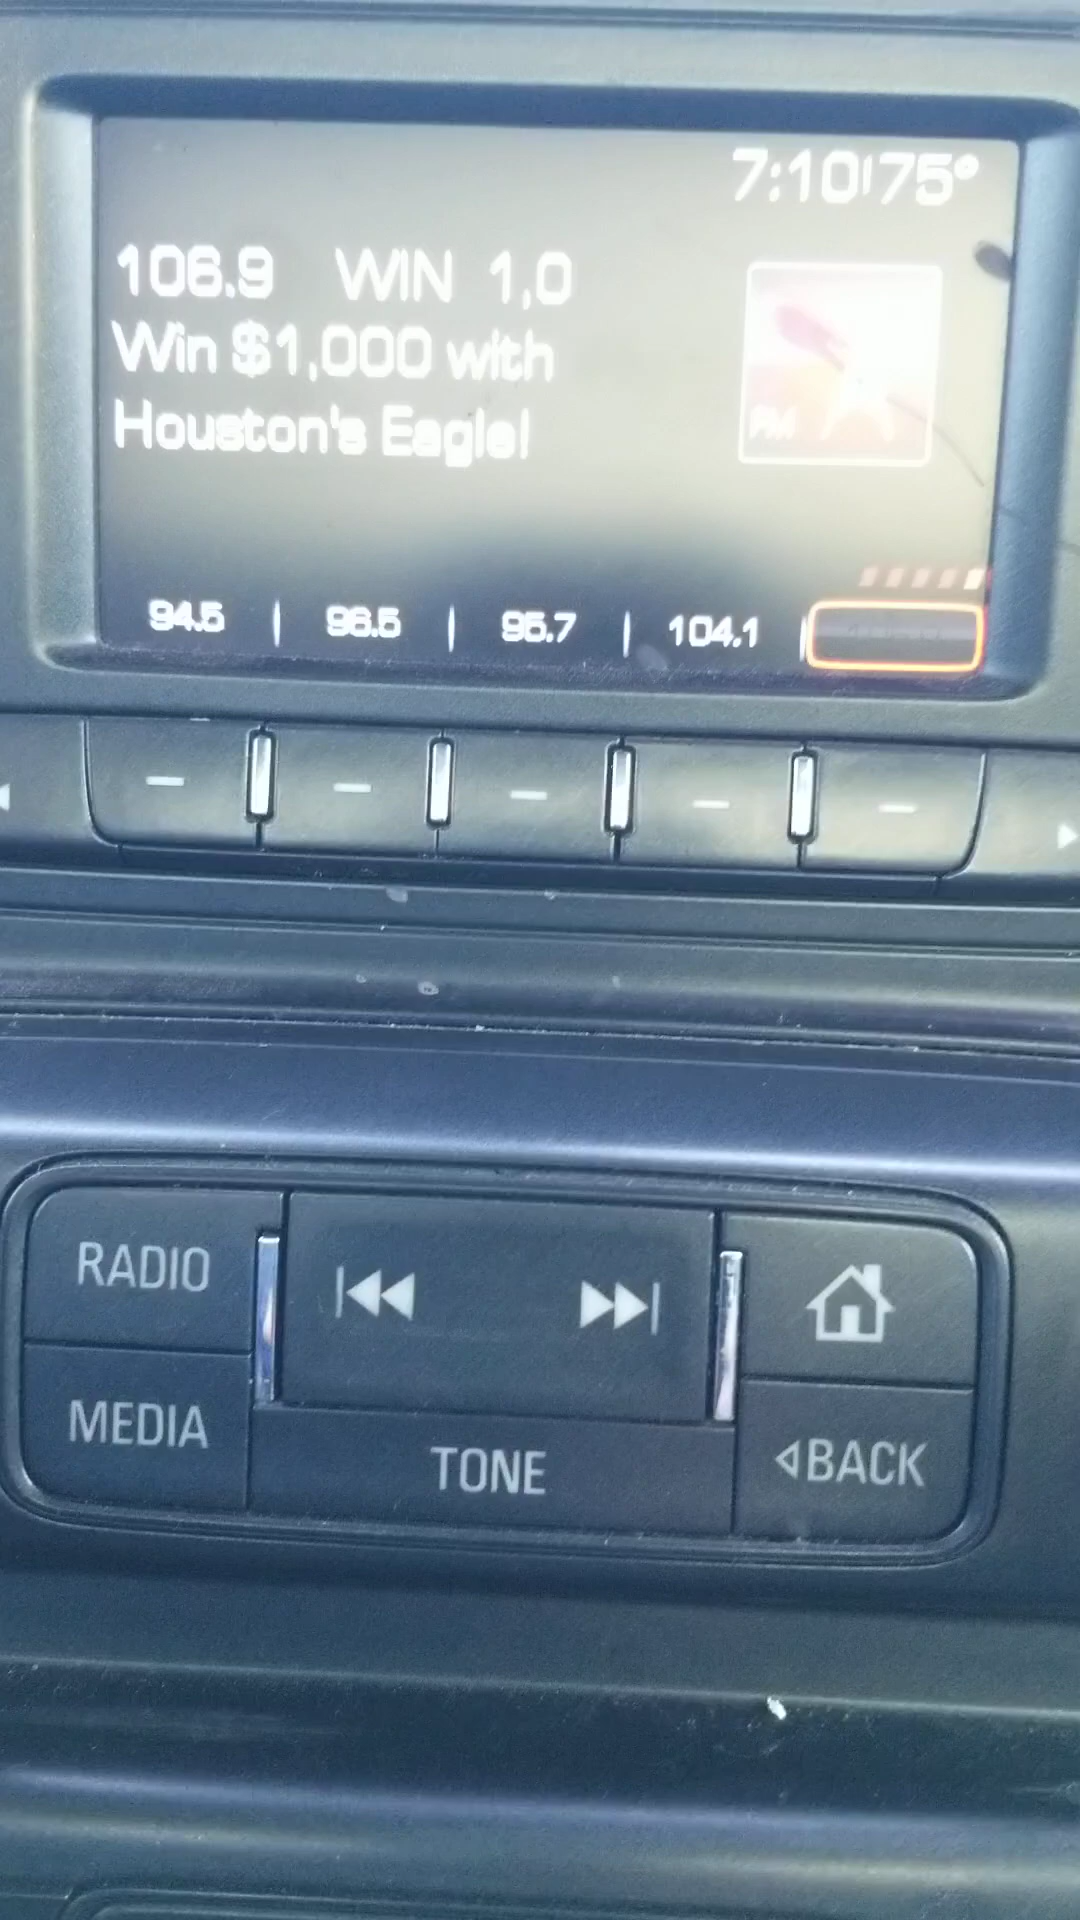 7:10|75°
106.9 WIN 1,0
Win $1,000 with
Houston's Eagle!
FM
94.5 | 96.5 | 95.7 | 104.1 |
RADIO
MEDIA
TONE
BACK